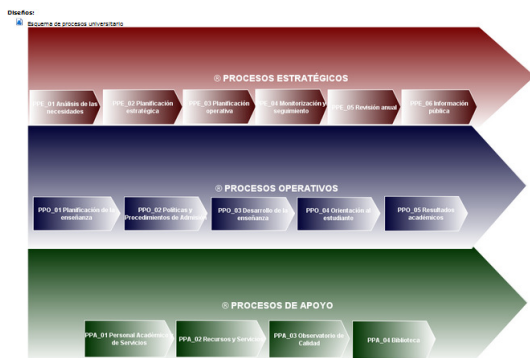 Diseños:
Esquema de procesos universitario
® PROCESOS ESTRATÉGICOS
PPE_01 Análisis de las
necesidades
PPE_02 Planificación
estratégica
PPE_03 Planificación
operativa
PPE_04 Monitorización y
seguimiento
PPE_05 Revisión anual
PPE_06 Información
pública
® PROCESOS OPERATIVOS
PPO_01 Planificación de la
enseñanza
PPO_02 Políticas y
Procedimientos de
PPO_03 Desarrollo de la
enseñanza
PPO_04 Orientación al
estudiante
PPO_05 Resultados
académicos
® PROCESOS DE APOYO
PPA_01 Personal Académico
de Servicios
PPA_02 Recursos y Servicios
PPA_03 Observatorio de
Calidad
PPA_04 Biblioteca